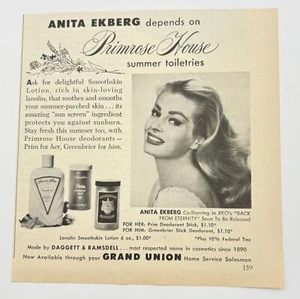 ANITA EKBERG depends on
Primrose House
summer toiletries
Ask for delightful Smoothskin
Lotion, rich in skin-loving
lanolin, that soothes and smooths
your summer-parched skin . . .
its amazing "sun screen" ingredient
protects you against sunburn.
Stay fresh this summer too, with
Primrose House deodorants—
Prim for her, Greenbrier for him.
Lanolin Smoothskin Lotion 6 oz., $1.00*
ANITA EKBERG Co-Starring in RKO's "BACK
FROM ETERNITY" Soon To Be Released
FOR HER: Prim Deodorant Stick, $1.10*
FOR HIM: Greenbrier Stick Deodorant, $1.10*
*Plus 10% Federal Tax
Made by DAGGETT & RAMSDELL . . . most respected name in cosmetics since 1890
Now Available through your GRAND UNION Home Service Salesman
159